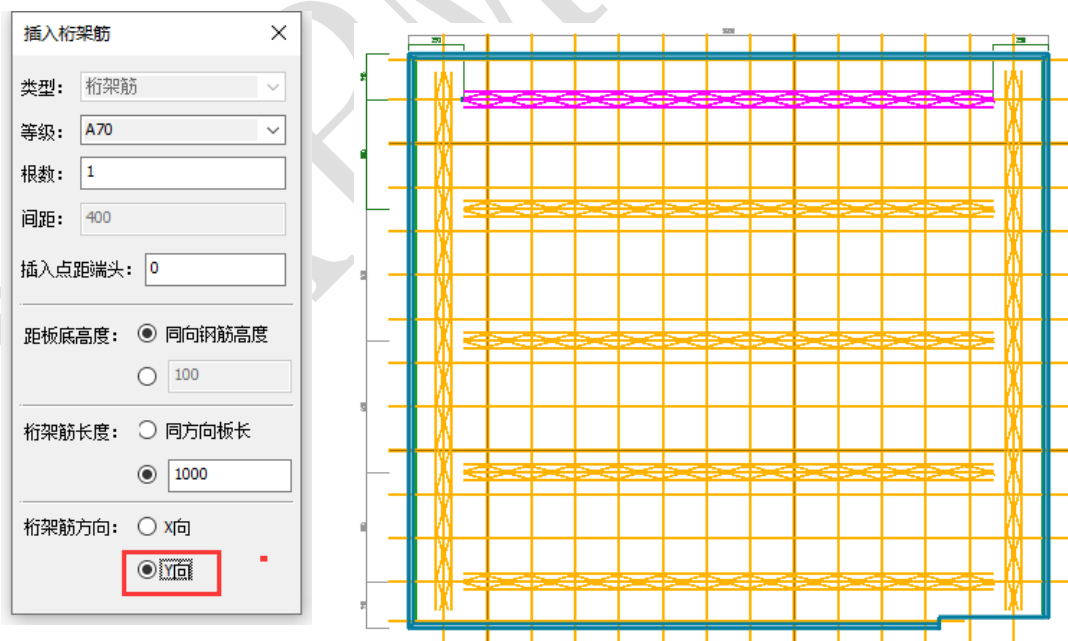 插入桁架筋
类型: 桁架筋
等级: A70
根数: 1
间距: 400
插入点距端头: 0
距板底高度: 同向钢筋高度
100
桁架筋长度: 同方向板长
1000
桁架筋方向: X向
Y向